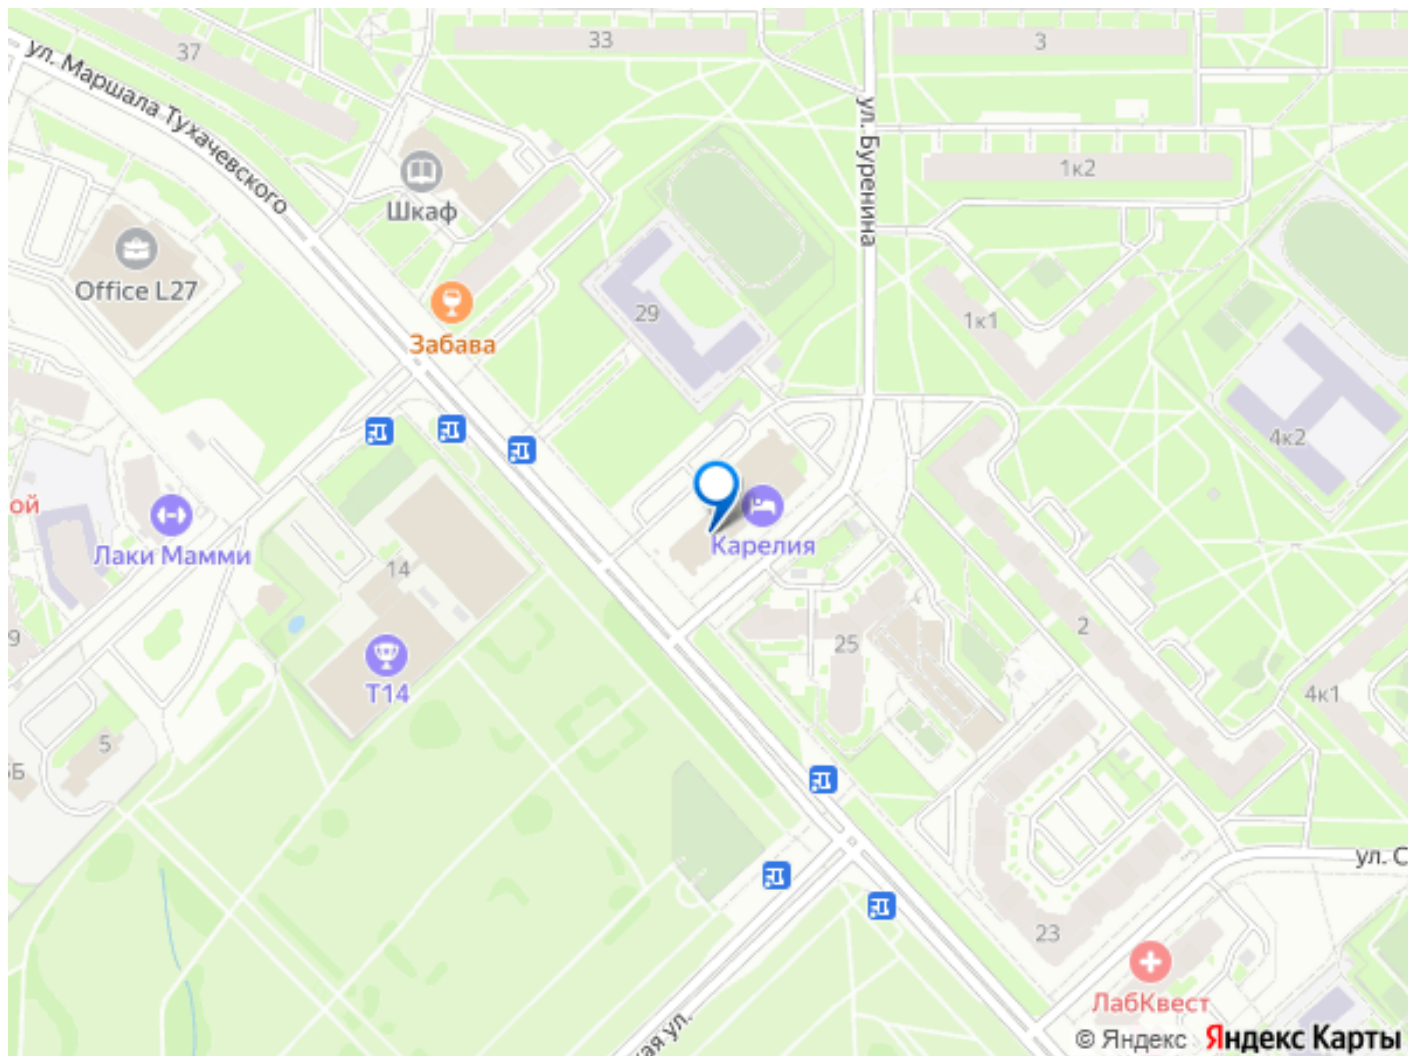 37
33
3
ул. Маршала Тухачевского
ул. Буренина
1к2
Шкаф
Office L27
29
1к1
Забава
4к2
ой
Лаки Мамми
Карелия
14
9
25
2
Т14
4к1
5
5Б
ул. С
23
ЛабКвест
кая ул.
© Яндекс Яндекс Карты